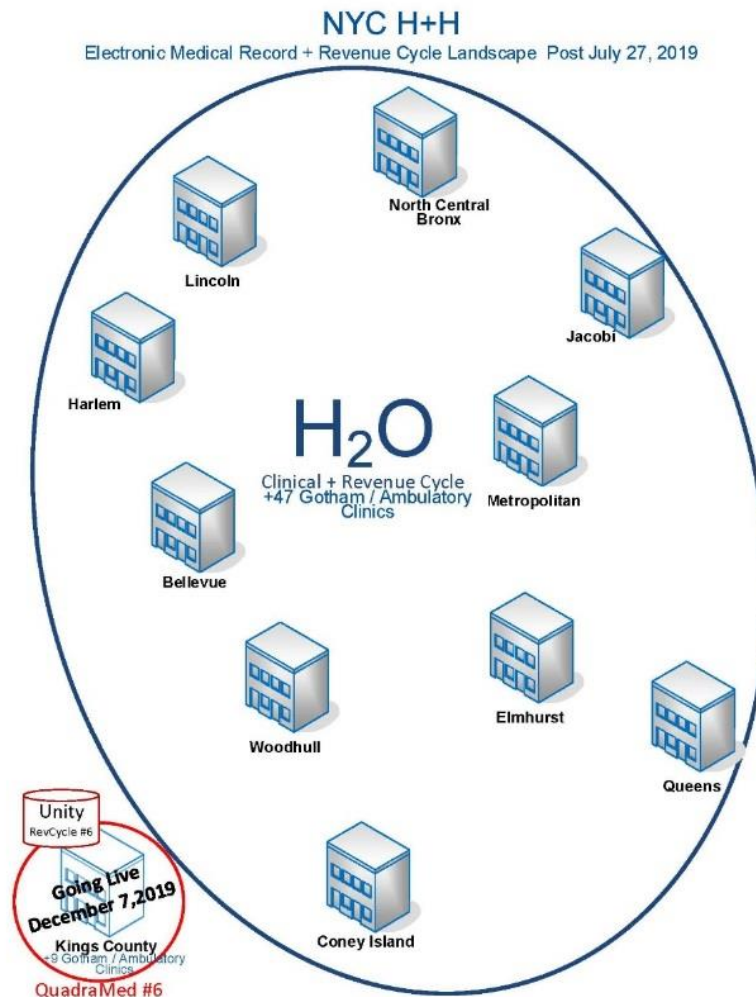 NYC H+H
Electronic Medical Record + Revenue Cycle Landscape Post July 27, 2019
North Central
Bronx
Lincoln
Jacobi
Harlem
H₂O
Clinical + Revenue Cycle
+47 Gotham / Ambulatory
Clinics
Metropolitan
Bellevue
Elmhurst
Woodhull
Queens
Unity
RevCycle #6
Going Live
December 7,2019
Kings County
+9 Gotham / Ambulatory
Clinics
QuadraMed #6
Coney Island